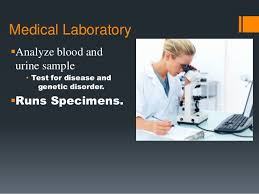 Medical Laboratory
▪Analyze blood and
urine sample
• Test for disease and
genetic disorder.
▪Runs Specimens.